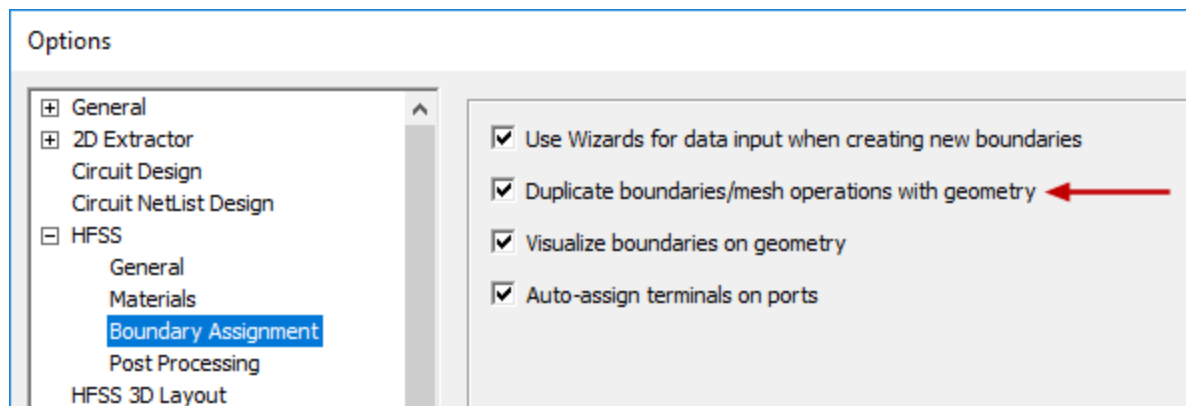 Options
General
2D Extractor
Circuit Design
Circuit NetList Design
HFSS
General
Materials
Boundary Assignment
Post Processing
HFSS 3D Layout
Use Wizards for data input when creating new boundaries
Duplicate boundaries/mesh operations with geometry
Visualize boundaries on geometry
Auto-assign terminals on ports